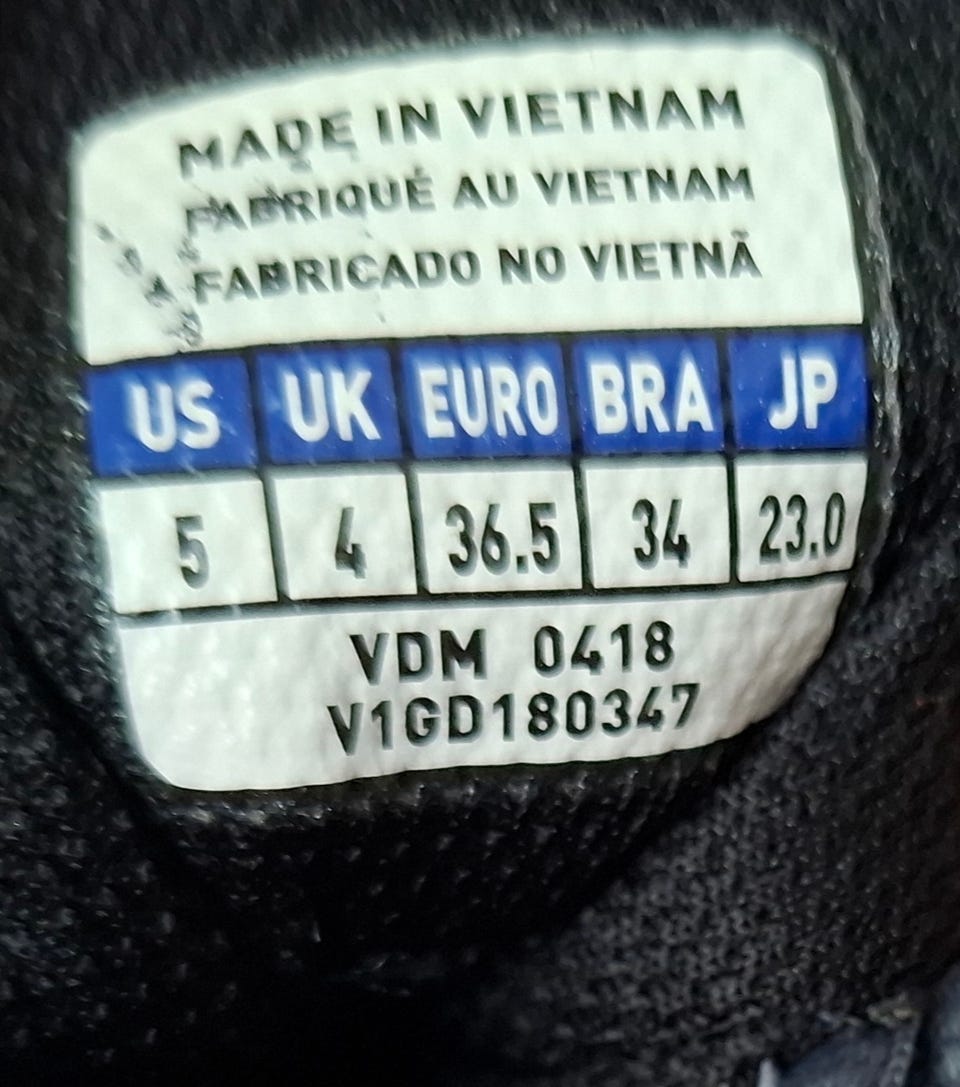 MADE IN VIETNAM
FABRIQUÉ AU VIETNAM
FABRICADO NO VIETNÃ
US UK EURO BRA JP
5 4 36.5 34 23.0
VDM 0418
V1GD180347